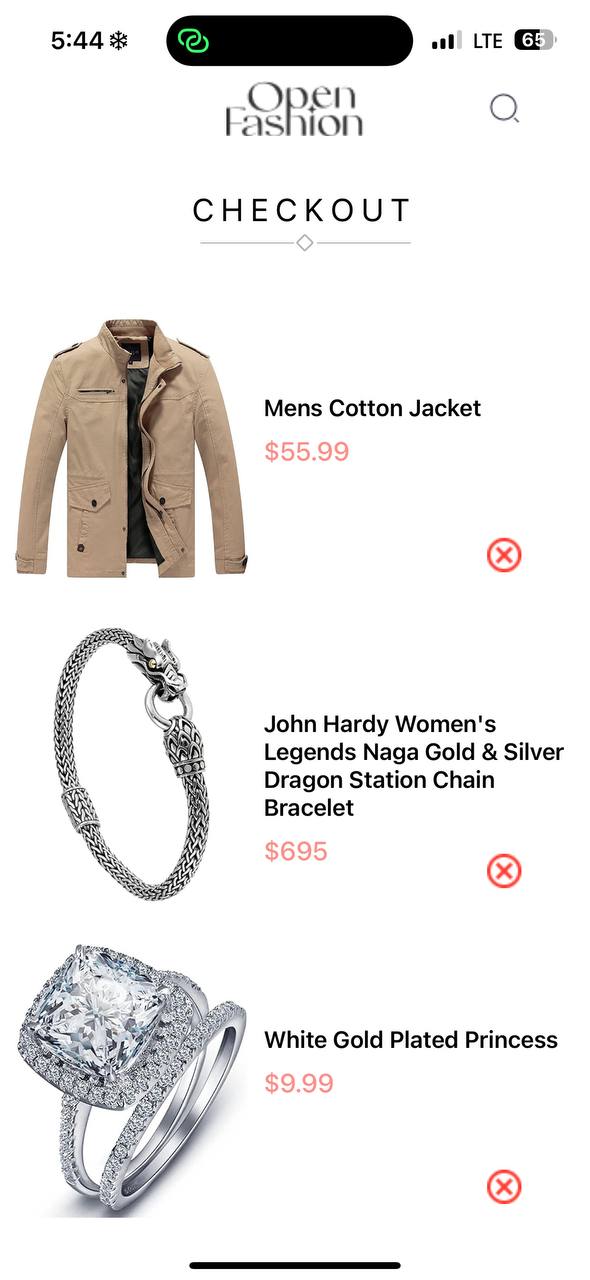 5:44
LTE
65
Open
Fashion
CHECKOUT
Mens Cotton Jacket
$55.99
John Hardy Women's
Legends Naga Gold & Silver
Dragon Station Chain
Bracelet
$695
White Gold Plated Princess
$9.99